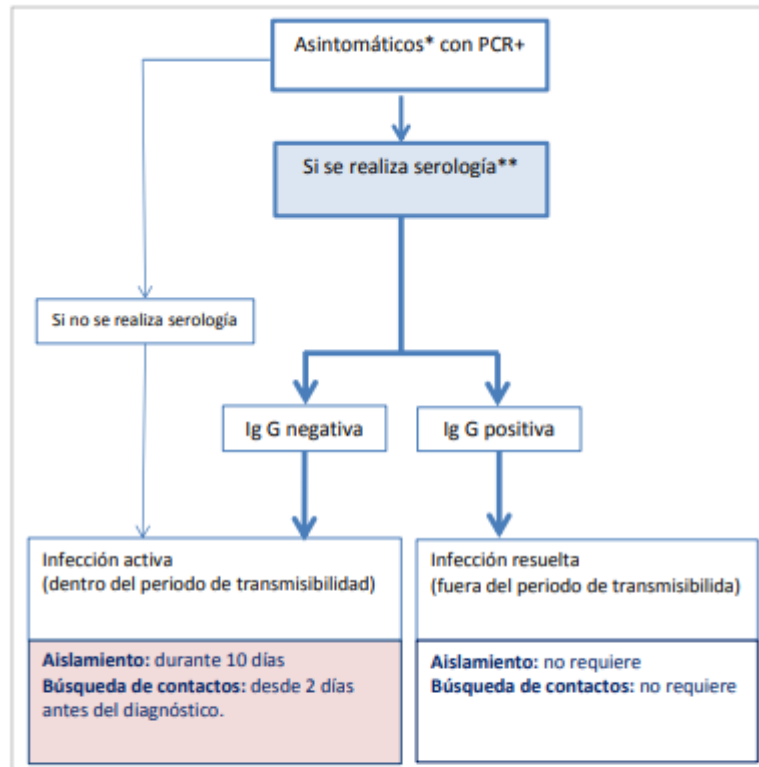 Asintomáticos* con PCR+
Si se realiza serología**
Si no se realiza serología
Ig G negativa
Ig G positiva
Infección activa
(dentro del periodo de transmisibilidad)
Aislamiento: durante 10 días
Búsqueda de contactos: desde 2 días
antes del diagnóstico.
Infección resuelta
(fuera del periodo de transmisibilida)
Aislamiento: no requiere
Búsqueda de contactos: no requiere